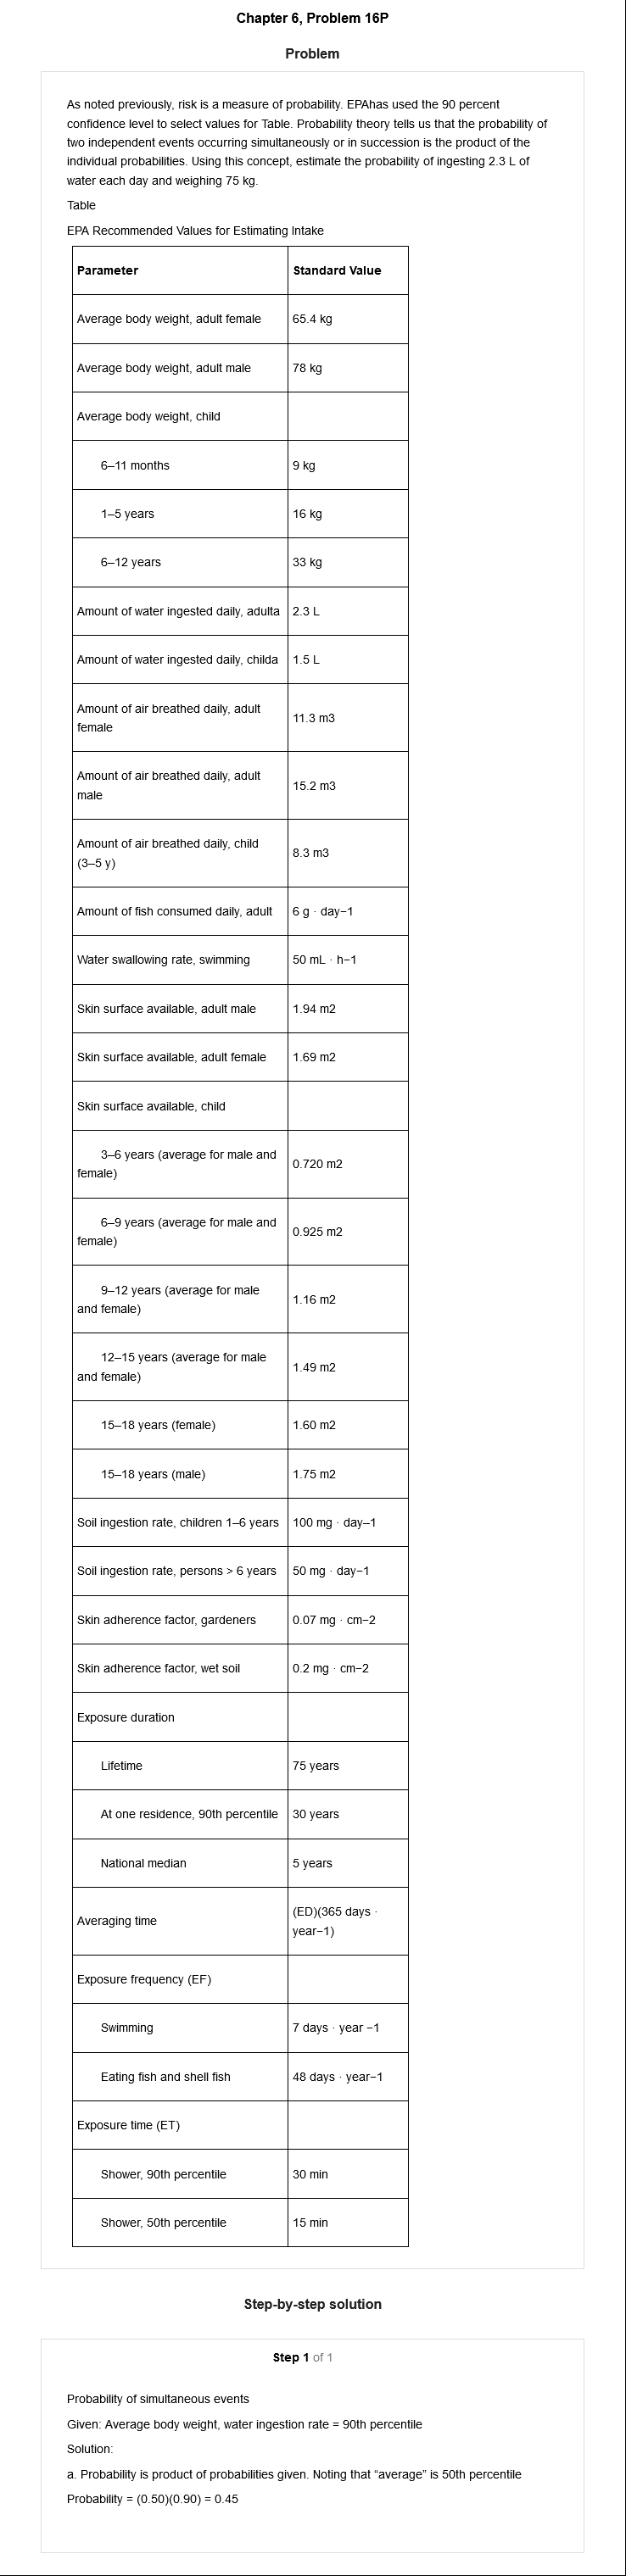 Chapter 6, Problem 16P
Problem
As noted previously, risk is a measure of probability. EPAhas used the 90 percent
confidence level to select values for Table. Probability theory tells us that the probability of
two independent events occurring simultaneously or in succession is the product of the
individual probabilities. Using this concept, estimate the probability of ingesting 2.3 L of
water each day and weighing 75 kg.
Table
EPA Recommended Values for Estimating Intake
Parameter Standard Value
Average body weight, adult female 65.4 kg
Average body weight, adult male 78 kg
Average body weight, child
6–11 months 9 kg
1–5 years 16 kg
6–12 years 33 kg
Amount of water ingested daily, adulta 2.3 L
Amount of water ingested daily, childa 1.5 L
Amount of air breathed daily, adult
female 11.3 m3
Amount of air breathed daily, adult
male 15.2 m3
Amount of air breathed daily, child
(3–5 y) 8.3 m3
Amount of fish consumed daily, adult 6 g · day−1
Water swallowing rate, swimming 50 mL · h−1
Skin surface available, adult male 1.94 m2
Skin surface available, adult female 1.69 m2
Skin surface available, child
3–6 years (average for male and
female) 0.720 m2
6–9 years (average for male and
female) 0.925 m2
9–12 years (average for male
and female) 1.16 m2
12–15 years (average for male
and female) 1.49 m2
15–18 years (female) 1.60 m2
15–18 years (male) 1.75 m2
Soil ingestion rate, children 1–6 years 100 mg · day–1
Soil ingestion rate, persons > 6 years 50 mg · day−1
Skin adherence factor, gardeners 0.07 mg · cm−2
Skin adherence factor, wet soil 0.2 mg · cm−2
Exposure duration
Lifetime 75 years
At one residence, 90th percentile 30 years
National median 5 years
Averaging time (ED)(365 days ·
year−1)
Exposure frequency (EF)
Swimming 7 days · year −1
Eating fish and shell fish 48 days · year−1
Exposure time (ET)
Shower, 90th percentile 30 min
Shower, 50th percentile 15 min
Step-by-step solution
Step 1 of 1
Probability of simultaneous events
Given: Average body weight, water ingestion rate = 90th percentile
Solution:
a. Probability is product of probabilities given. Noting that “average” is 50th percentile
Probability = (0.50)(0.90) = 0.45